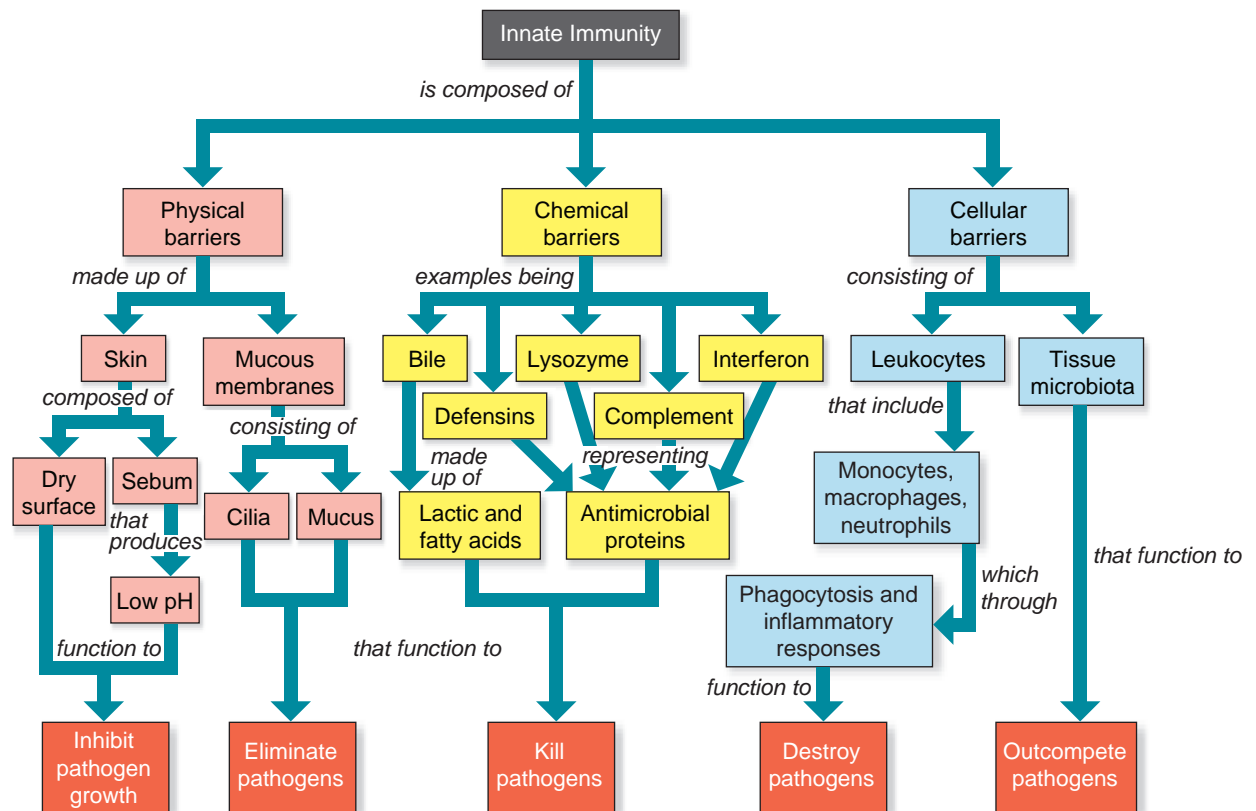 Innate Immunity
is composed of
Physical
barriers
Chemical
barriers
Cellular
barriers
made up of
examples being
consisting of
Skin
Mucous
membranes
Bile
Lysozyme
Interferon
Leukocytes
Tissue
microbiota
composed of
consisting of
Defensins
Complement
that include
made
up of
representing
Dry
surface
Sebum
Cilia
Mucus
Lactic and
fatty acids
Antimicrobial
proteins
Monocytes,
macrophages,
neutrophils
that
produces
Low pH
which
through
that function to
Phagocytosis and
inflammatory
responses
function to
that function to
function to
Inhibit
pathogen
growth
Eliminate
pathogens
Kill
pathogens
Destroy
pathogens
Outcompete
pathogens